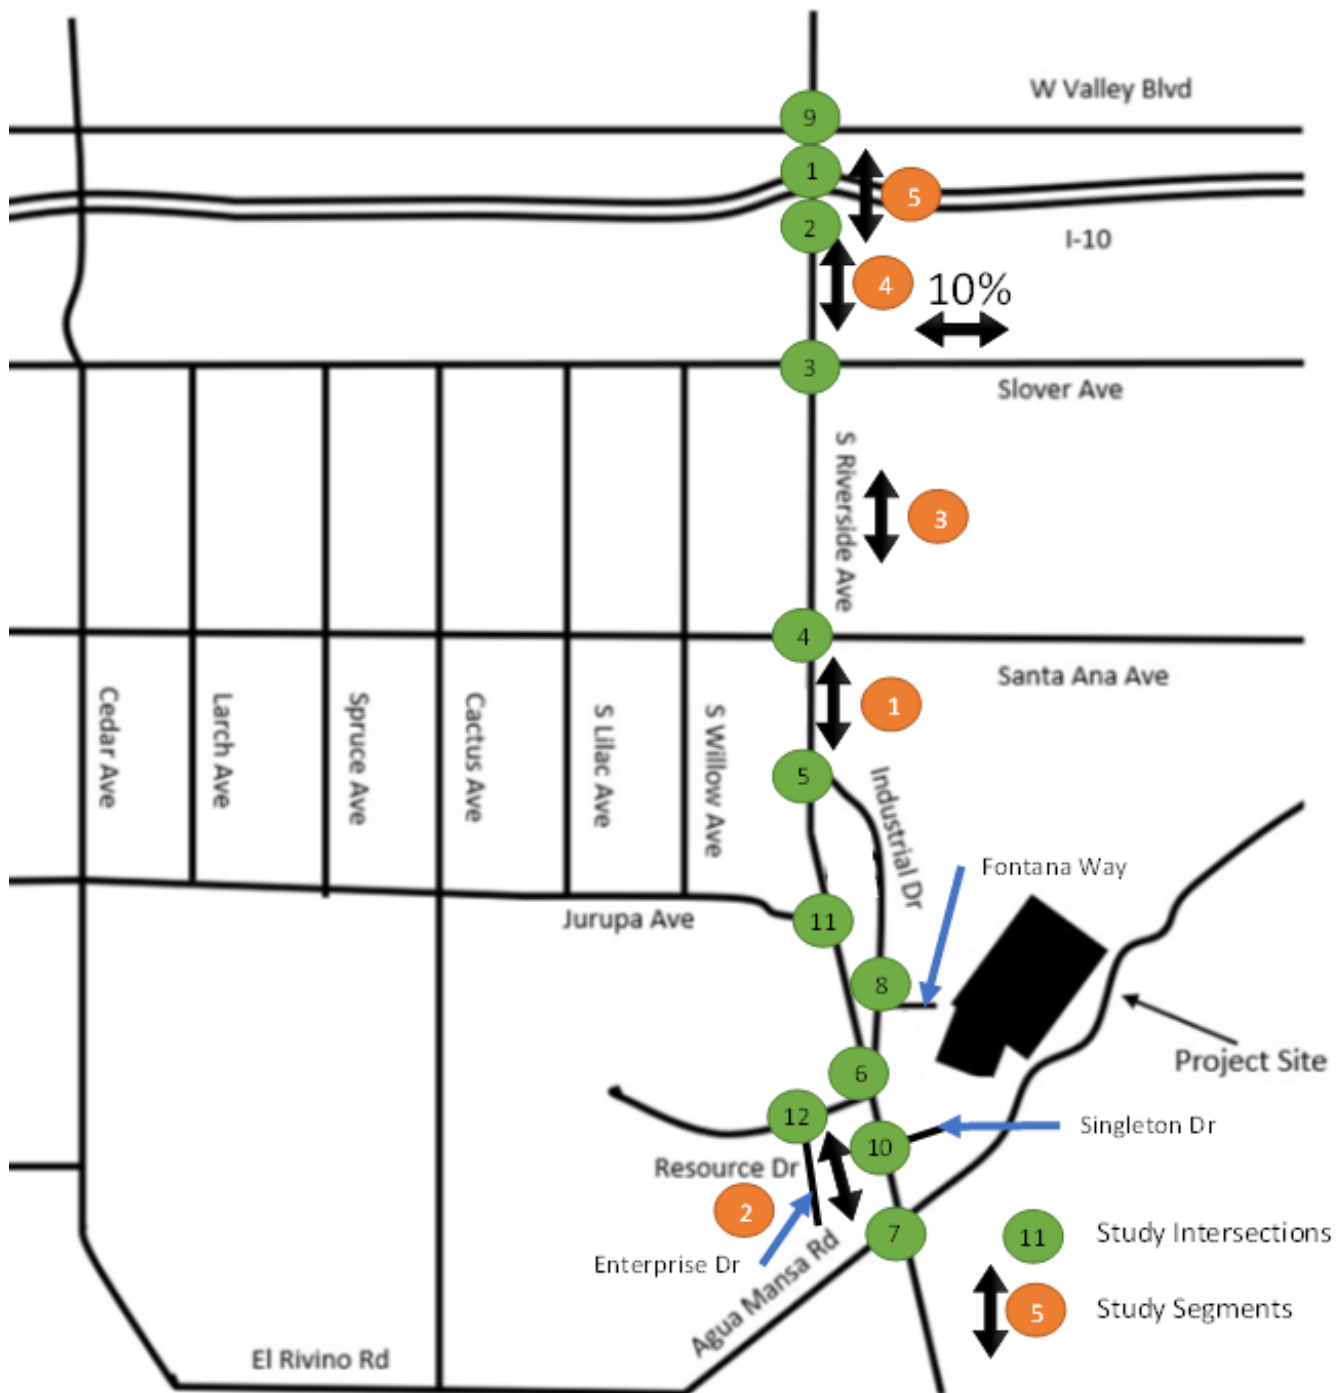 W Valley Blvd
9
1
5
2
I-10
4
10%
3
Slover Ave
S Riverside Ave
3
4
Santa Ana Ave
1
Cedar Ave
Larch Ave
Spruce Ave
Cactus Ave
S Lilac Ave
S Willow Ave
5
Industrial Dr
Fontana Way
Jurupa Ave
11
8
Project Site
6
12
Singleton Dr
10
Resource Dr
2
7
Enterprise Dr
Agua Mansa Rd
11
Study Intersections
5
Study Segments
El Rivino Rd